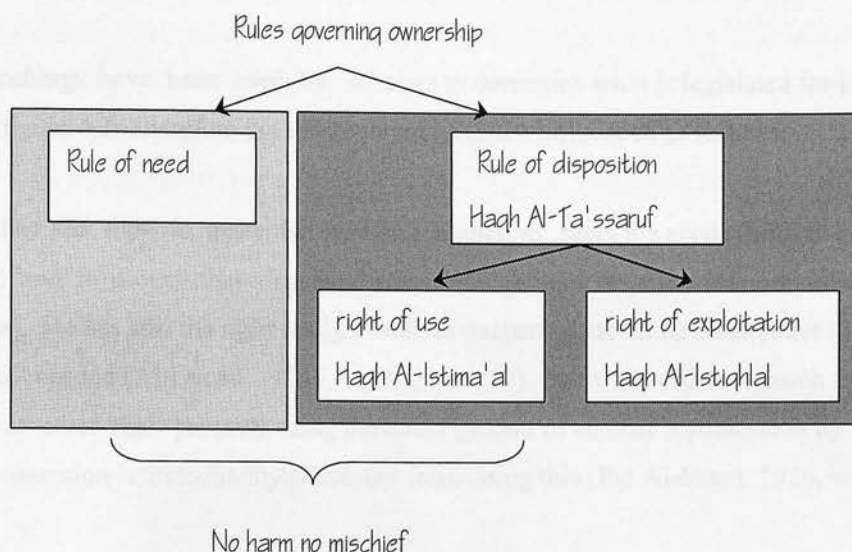 Rules governing ownership
Rule of need
Rule of disposition
Haqh Al-Ta'ssaruf
right of use
Haqh Al-Istima'al
right of exploitation
Haqh Al-Istiqhlal
No harm no mischief